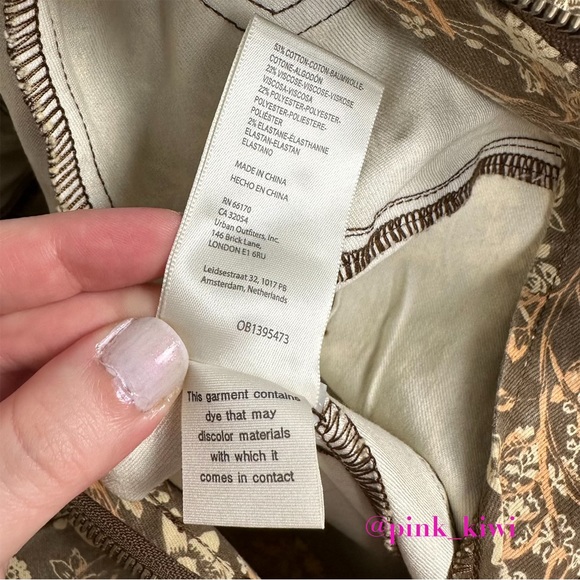 53% COTTON-COTON-BAUMWOLLE-
COTONE-ALGODÓN
23% VISCOSE-VISCOSE-VISKOSE
VISCOSA-VISCOSA
22% POLYESTER-POLYESTER-
POLYESTER-POLIESTERE-
POLIÉSTER
2% ELASTANE-ÉLASTHANNE
ELASTAN-ELASTAN
ELASTANO
MADE IN CHINA
HECHO EN CHINA
RN 66170
CA 32054
Urban Outfitters, Inc.
146 Brick Lane,
LONDON E1 6RU
Leidsestraat 32, 1017 PB
Amsterdam, Netherlands
OB1395473
This garment contains
dye that may
discolor materials
with which it
comes in contact
@pink_kiwi